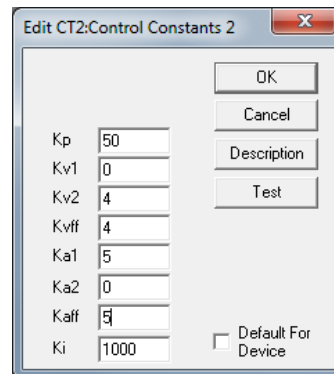 Edit CT2:Control Constants 2
OK
Cancel
Description
Test
Kp 50
Kv1 0
Kv2 4
Kvff 4
Ka1 5
Ka2 0
Kaff 5
Ki 1000
Default For
Device